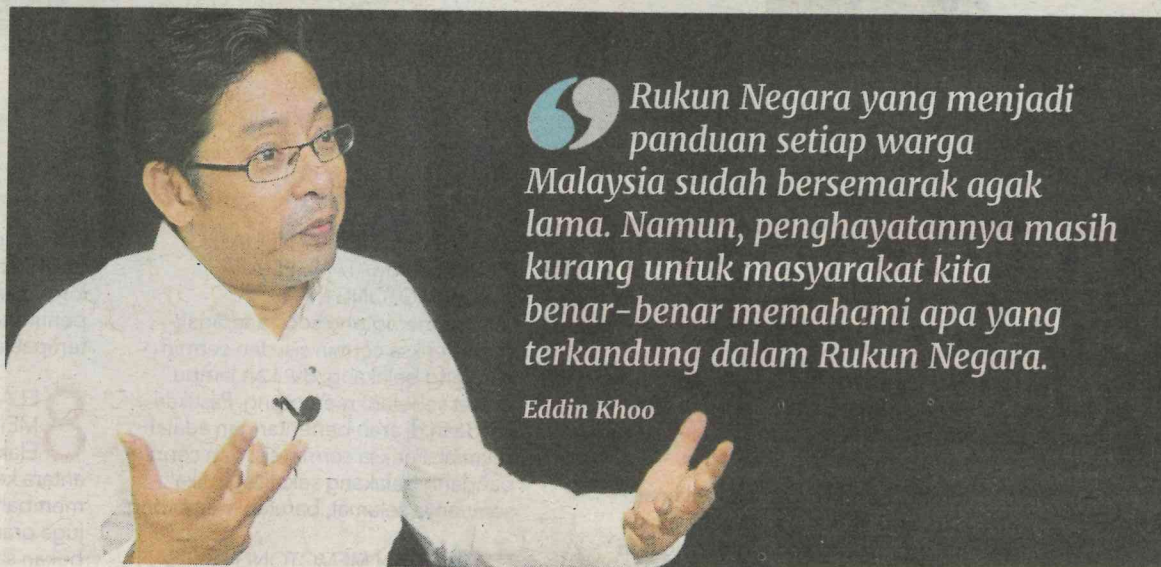 Rukun Negara yang menjadi
panduan setiap warga
Malaysia sudah bersemarak agak
lama. Namun, penghayatannya masih
kurang untuk masyarakat kita
benar-benar memahami apa yang
terkandung dalam Rukun Negara.
Eddin Khoo